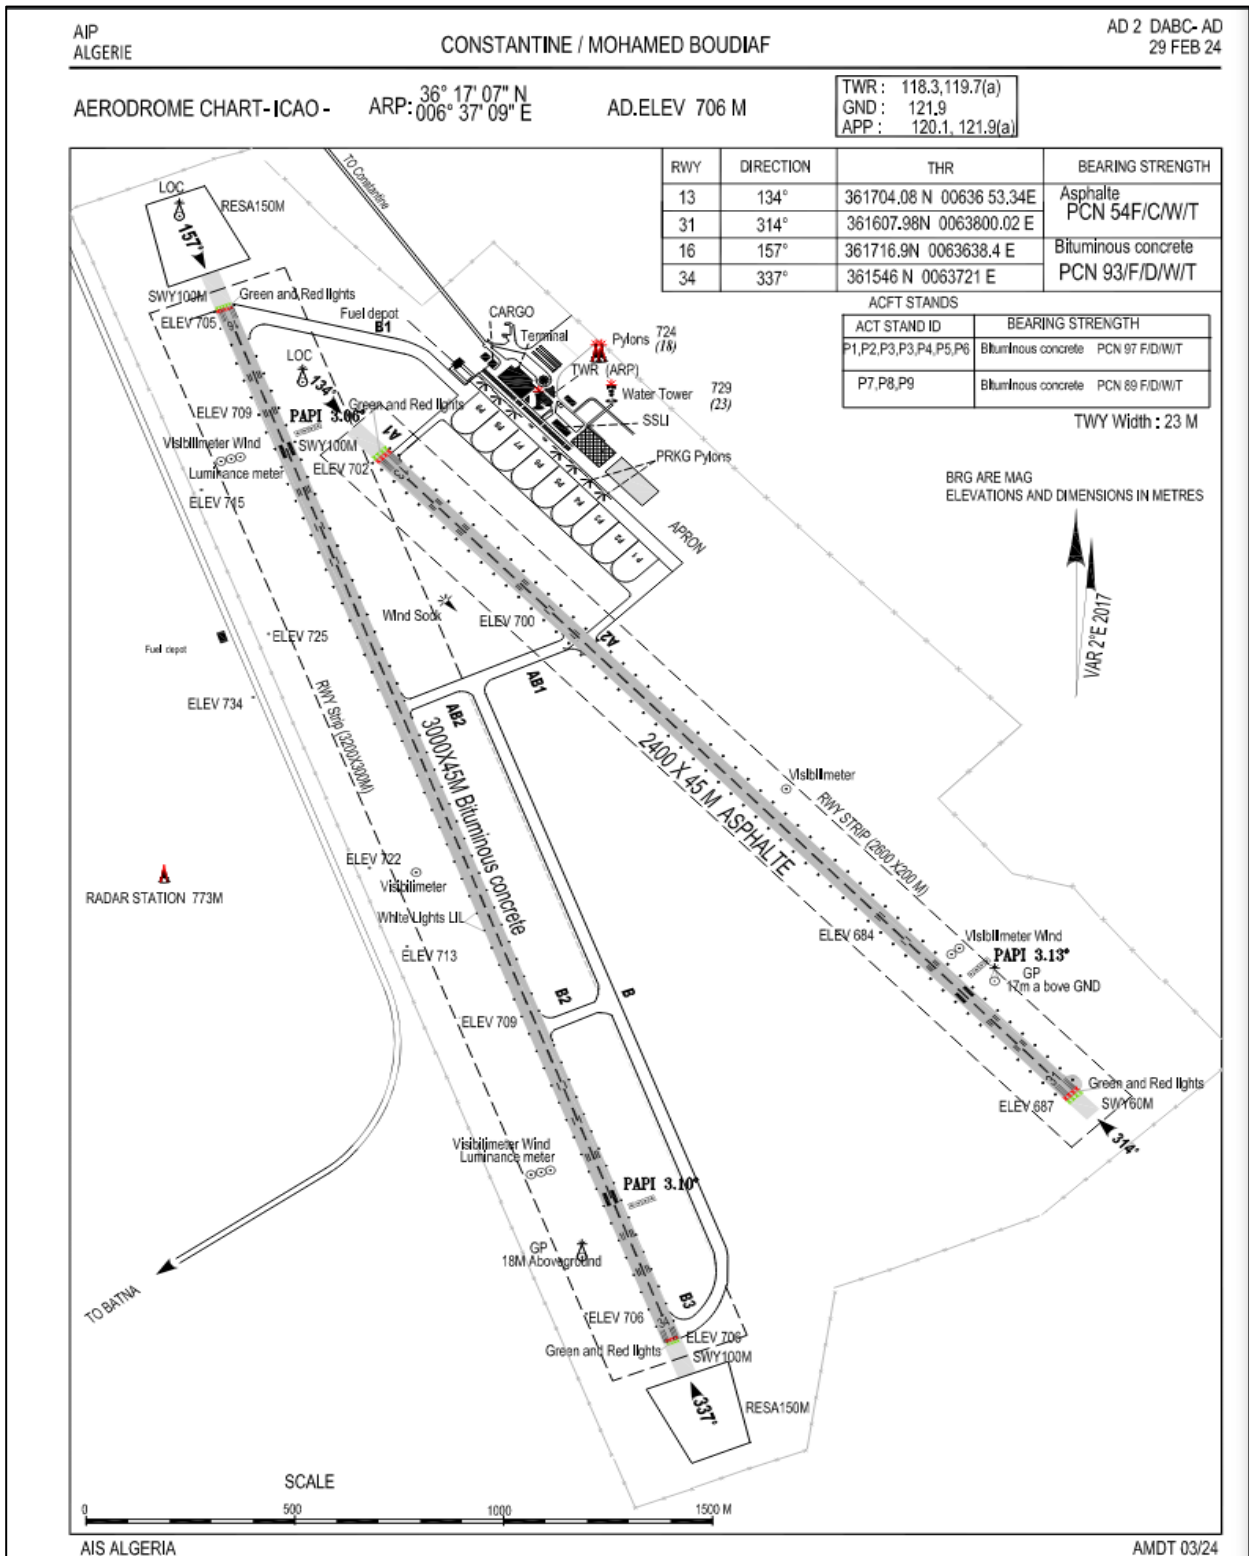 AIP
ALGERIE
CONSTANTINE / MOHAMED BOUDIAF
AD 2 DABC- AD
29 FEB 24
AERODROME CHART- ICAO -
ARP: 36° 17' 07" N
006° 37' 09" E
AD.ELEV 706 M
TWR : 118.3,119.7(a)
GND : 121.9
APP : 120.1, 121.9(a)
RWY DIRECTION THR BEARING STRENGTH
13 134° 361704.08 N 00636 53.34E Asphalte
PCN 54F/C/W/T
31 314° 361607.98N 0063800.02 E
16 157° 361716.9N 0063638.4 E Bituminous concrete
PCN 93/F/D/W/T
34 337° 361546 N 0063721 E
ACFT STANDS
ACT STAND ID BEARING STRENGTH
P1,P2,P3,P3,P4,P5,P6 Bituminous concrete PCN 97 F/D/W/T
P7,P8,P9 Bituminous concrete PCN 89 F/D/W/T
TWY Width : 23 M
BRG ARE MAG
ELEVATIONS AND DIMENSIONS IN METRES
VAR 2°E 2017
TO Constantine
LOC
RESA150M
157°
SWY100M
Green and Red lights
ELEV 705
16
Fuel depot
B1
CARGO
Terminal
Pylons 724
(18)
TWR (ARP)
Water Tower 729
(23)
SSLI
PRKG Pylons
LOC
134°
Green and Red lights
ELEV 709
PAPI 3.06°
A1
SWY100M
Visibilimeter Wind
Luminance meter
ELEV 702
13
ELEV 715
P9
P8
P7
P6
P5
P4
P3
P2
P1
APRON
Wind Sock
ELEV 700
A2
Fuel depot
ELEV 725
AB1
ELEV 734
RWY Strip (3200X300M)
AB2
3000X45M Bituminous concrete
2400 X 45 M ASPHALTE
Visibilimeter
RWY STRIP (2600 X200 M)
ELEV 722
Visibilimeter
RADAR STATION 773M
White Lights LIL
ELEV 713
ELEV 684
Visibilimeter Wind
PAPI 3.13°
GP
17m a bove GND
B2
B
ELEV 709
31
Green and Red lights
ELEV 687
SWY60M
314°
Visibilimeter Wind
Luminance meter
PAPI 3.10°
GP
18M Aboveground
TO BATNA
B3
ELEV 706
34
ELEV 706
Green and Red lights
SWY100M
337°
RESA150M
SCALE
0 500 1000 1500 M
AIS ALGERIA
AMDT 03/24